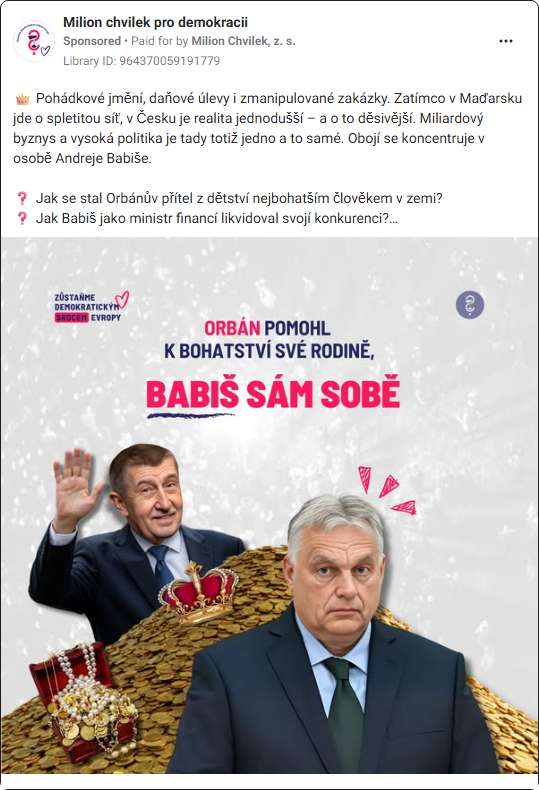 Milion chvilek pro demokracii
Sponsored • Paid for by Milion Chvilek, z. s.
Library ID: 964370059191779
Pohádkové jmění, daňové úlevy i zmanipulované zakázky. Zatímco v Maďarsku
jde o spletitou síť, v Česku je realita jednodušší – a o to děsivější. Miliardový
byznys a vysoká politika je tady totiž jedno a to samé. Obojí se koncentruje v
osobě Andreje Babiše.
❓ Jak se stal Orbánův přítel z dětství nejbohatším člověkem v zemi?
❓ Jak Babiš jako ministr financí likvidoval svojí konkurenci?…
ZŮSTAŇME
DEMOKRATICKÝM
SRDCEM EVROPY
ORBÁN POMOHL
K BOHATSTVÍ SVÉ RODINĚ,
BABIŠ SÁM SOBĚ